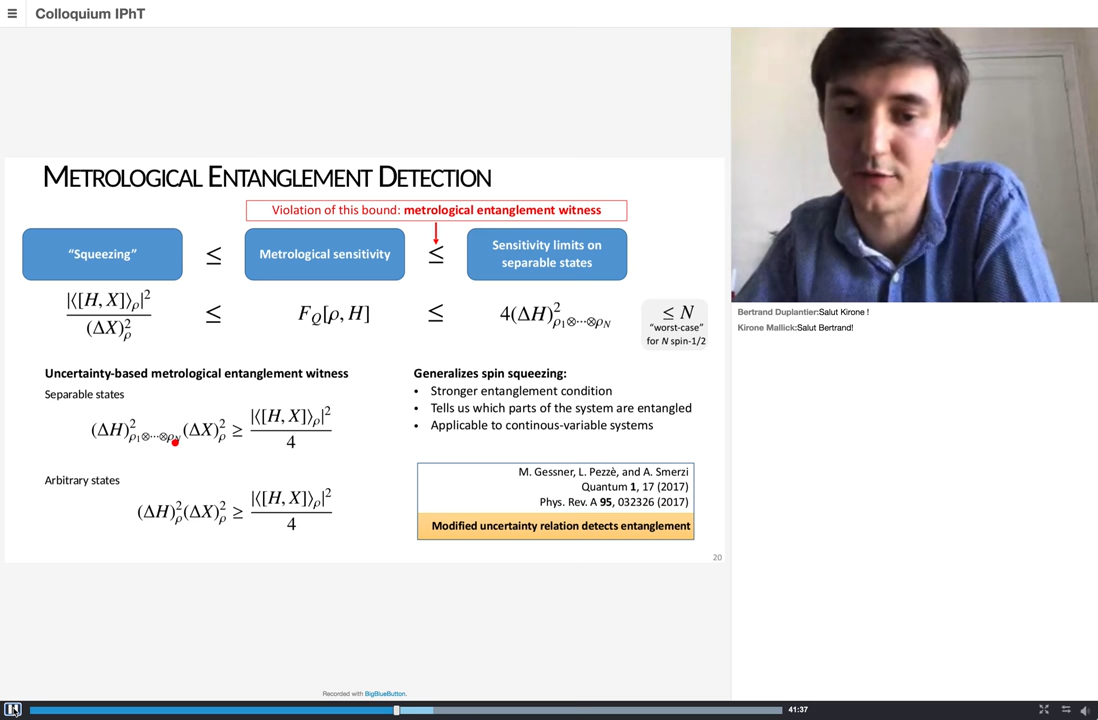 Colloquium IPhT
METROLOGICAL ENTANGLEMENT DETECTION
Violation of this bound: metrological entanglement witness
“Squeezing”
≤
Metrological sensitivity
≤
Sensitivity limits on
separable states
|⟨[H, X]⟩ρ|²
(ΔX)²ρ
≤
F_Q[ρ, H]
≤
4(ΔH)²ρ₁⊗⋯⊗ρ_N
≤ N
“worst-case”
for N spin-1/2
Uncertainty-based metrological entanglement witness
Separable states
(ΔH)²ρ₁⊗⋯⊗ρ_N (ΔX)²ρ ≥ |⟨[H, X]⟩ρ|²
4
Arbitrary states
(ΔH)²ρ(ΔX)²ρ ≥ |⟨[H, X]⟩ρ|²
4
Generalizes spin squeezing:
• Stronger entanglement condition
• Tells us which parts of the system are entangled
• Applicable to continous-variable systems
M. Gessner, L. Pezzè, and A. Smerzi
Quantum 1, 17 (2017)
Phys. Rev. A 95, 032326 (2017)
Modified uncertainty relation detects entanglement
20
Bertrand Duplantier:Salut Kirone !
Kirone Mallick:Salut Bertrand!
Recorded with BigBlueButton.
41:37